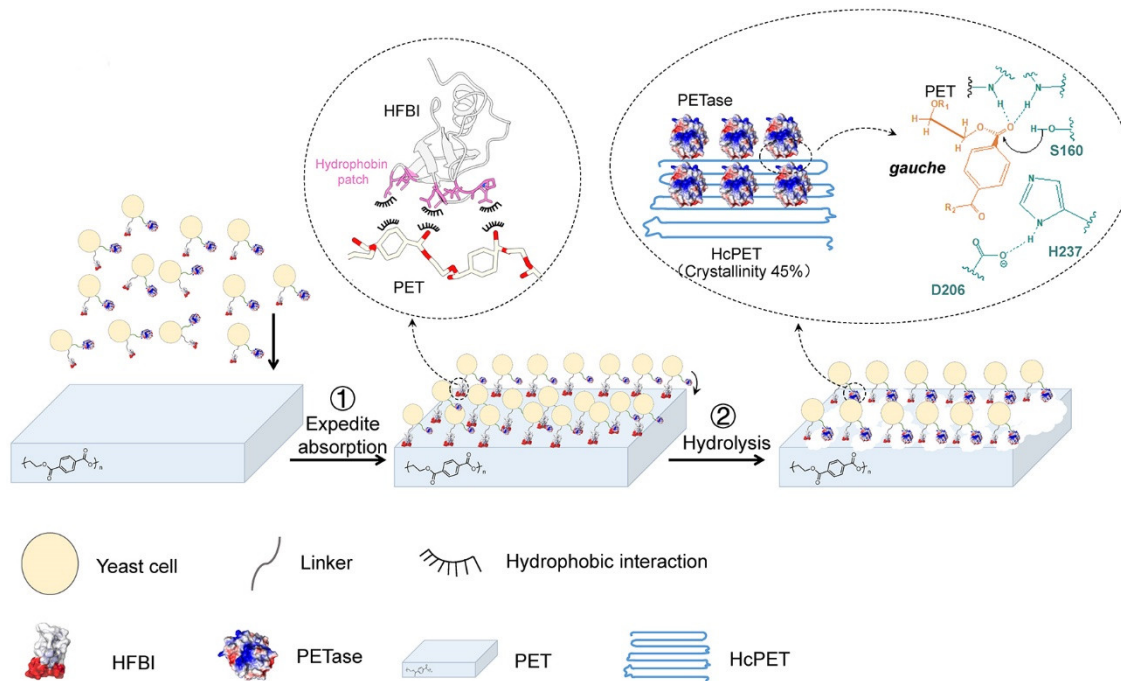 HFBI
Hydrophobin
patch
PET
PETase
HcPET
（Crystallinity 45%）
PET
OR₁
H
H
H
H
O
O
gauche
R₂
O
N
H
N
H
H
O
S160
N
N
H
H237
O
O
⊖
D206
①
Expedite
absorption
②
Hydrolysis
O
O
O
O
n
O
O
O
O
n
O
O
O
O
n
Yeast cell
Linker
Hydrophobic interaction
HFBI
PETase
PET
HcPET